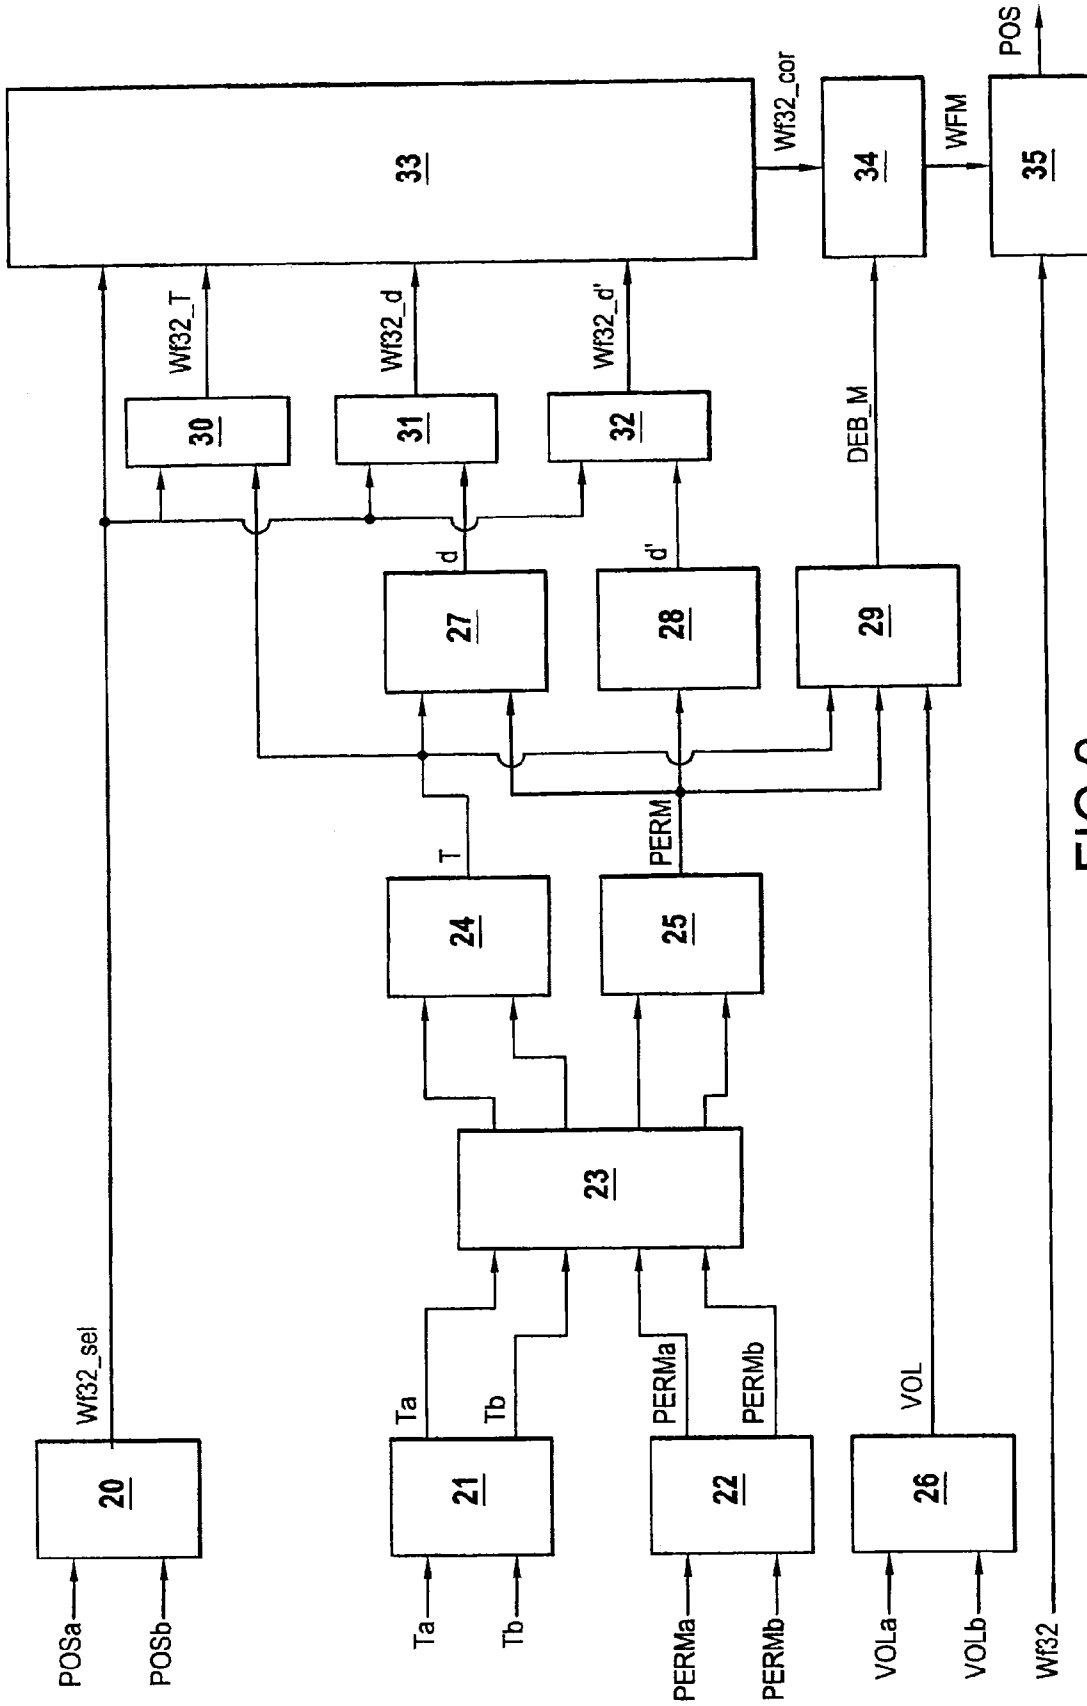 POSa
POSb
20
Wf32_sel
Ta
Tb
21
Ta
Tb
PERMa
PERMb
22
PERMa
PERMb
VOLa
VOLb
26
VOL
Wf32
23
24
T
25
PERM
27
d
28
d'
29
DEB_M
30
Wf32_T
31
Wf32_d
32
Wf32_d'
33
Wf32_cor
34
WFM
35
POS